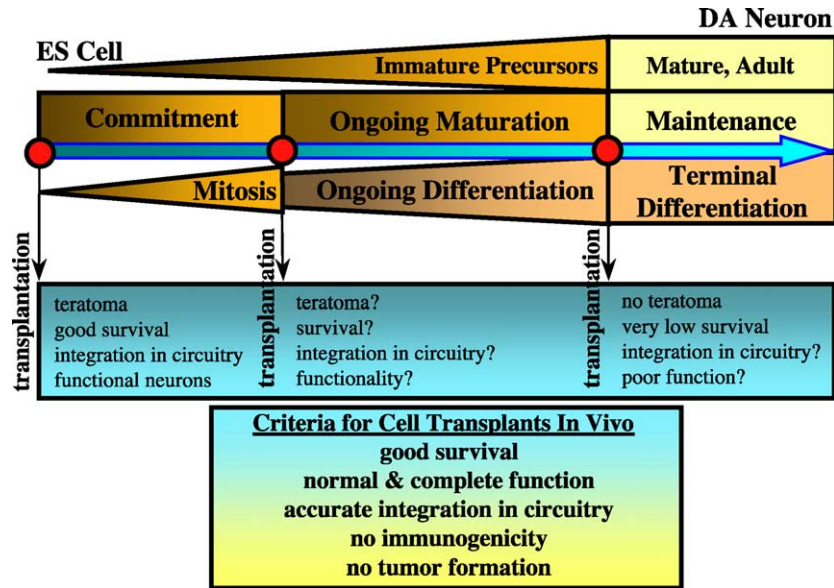 DA Neuron
ES Cell
Immature Precursors
Mature, Adult
Commitment
Ongoing Maturation
Maintenance
Mitosis
Ongoing Differentiation
Terminal
Differentiation
transplantation
teratoma
good survival
integration in circuitry
functional neurons
transplantation
teratoma?
survival?
integration in circuitry?
functionality?
transplantation
no teratoma
very low survival
integration in circuitry?
poor function?
Criteria for Cell Transplants In Vivo
good survival
normal & complete function
accurate integration in circuitry
no immunogenicity
no tumor formation